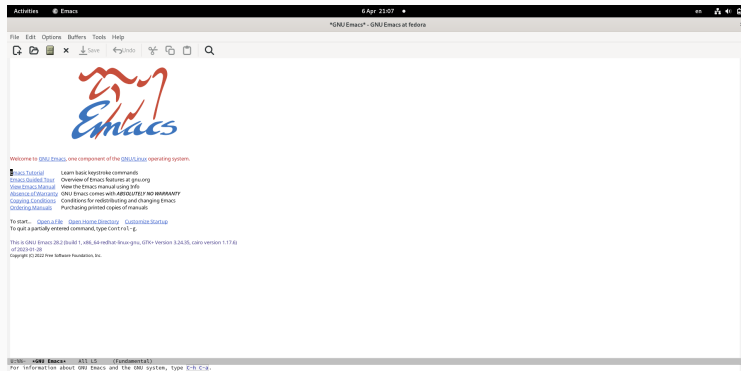 Activities Emacs 6 Apr 21:07 en
*GNU Emacs* - GNU Emacs at fedora
File Edit Options Buffers Tools Help
Save Undo
Emacs
Welcome to GNU Emacs, one component of the GNU/Linux operating system.
Emacs Tutorial Learn basic keystroke commands
Emacs Guided Tour Overview of Emacs features at gnu.org
View Emacs Manual View the Emacs manual using Info
Absence of Warranty GNU Emacs comes with ABSOLUTELY NO WARRANTY
Copying Conditions Conditions for redistributing and changing Emacs
Ordering Manuals Purchasing printed copies of manuals
To start... Open a File Open Home Directory Customize Startup
To quit a partially entered command, type Control-g.
This is GNU Emacs 28.2 (build 1, x86_64-redhat-linux-gnu, GTK+ Version 3.24.35, cairo version 1.17.6)
of 2023-01-28
Copyright (C) 2022 Free Software Foundation, Inc.
U:%%- *GNU Emacs* All L5 (Fundamental)
For information about GNU Emacs and the GNU system, type C-h C-a.